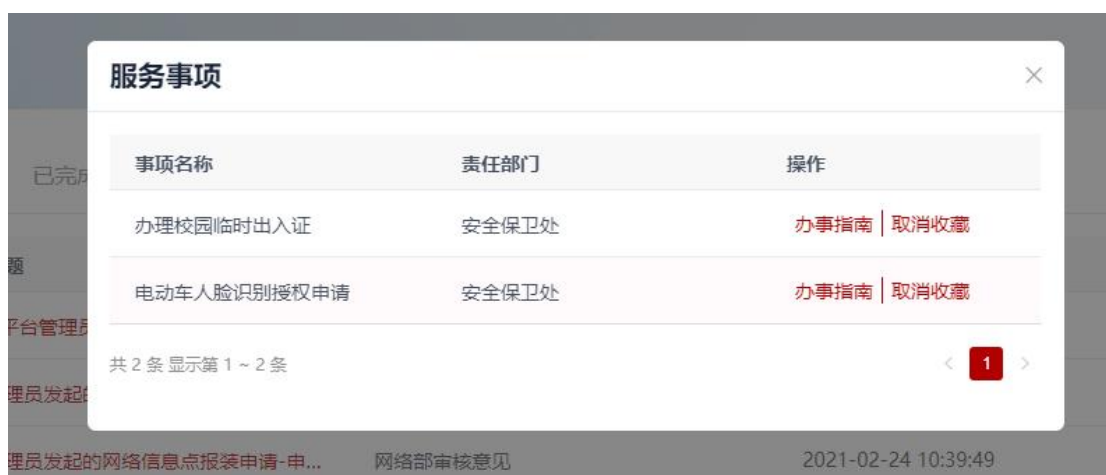 服务事项
事项名称 责任部门 操作
已完成
办理校园临时出入证 安全保卫处 办事指南 | 取消收藏
题
电动车人脸识别授权申请 安全保卫处 办事指南 | 取消收藏
平台管理员
共 2 条 显示第 1 ~ 2 条 < 1 >
理员发起的
理员发起的网络信息点报装申请-申... 网络部审核意见 2021-02-24 10:39:49